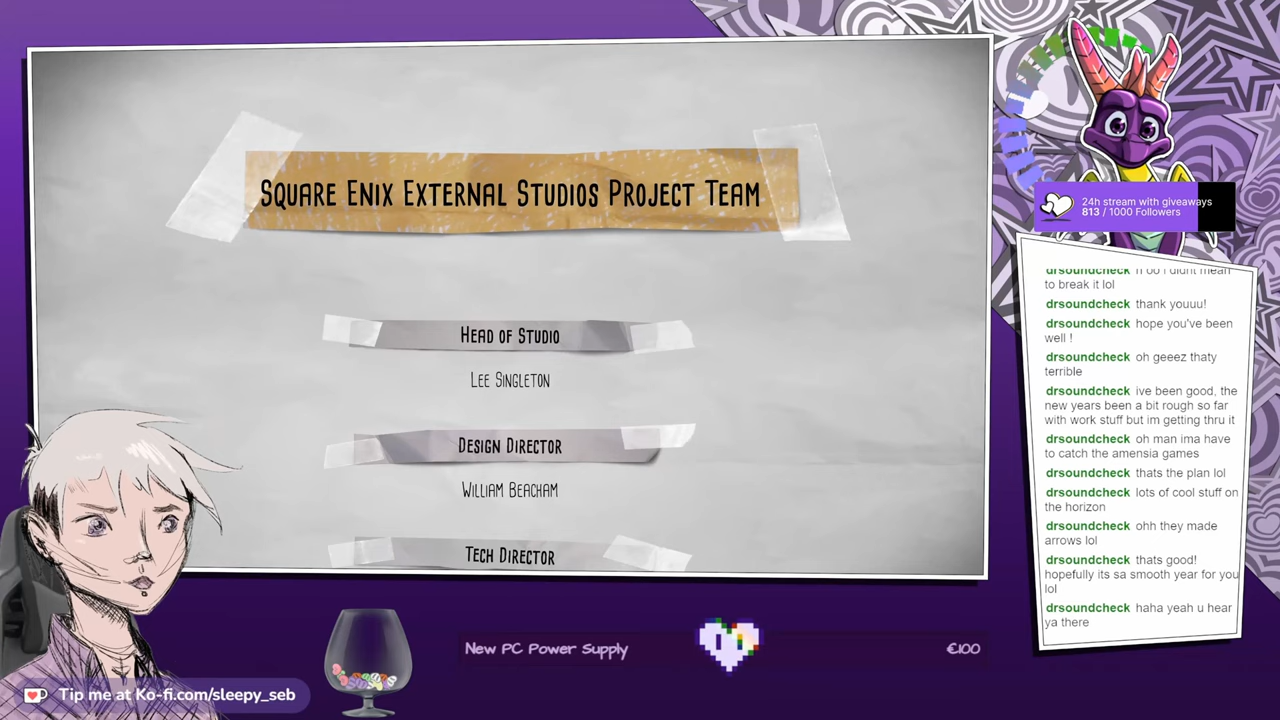 Square Enix External Studios Project Team
Head of Studio
Lee Singleton
Design Director
William Beacham
Tech Director
24h stream with giveaways
813 / 1000 Followers
drsoundcheck
to break it lol
drsoundcheck thank youuu!
drsoundcheck hope you've been
well !
drsoundcheck oh geeez thaty
terrible
drsoundcheck ive been good, the
new years been a bit rough so far
with work stuff but im getting thru it
drsoundcheck oh man ima have
to catch the amensia games
drsoundcheck thats the plan lol
drsoundcheck lots of cool stuff on
the horizon
drsoundcheck ohh they made
arrows lol
drsoundcheck thats good!
hopefully its sa smooth year for you
lol
drsoundcheck haha yeah u hear
ya there
New PC Power Supply
€100
Tip me at Ko-fi.com/sleepy_seb